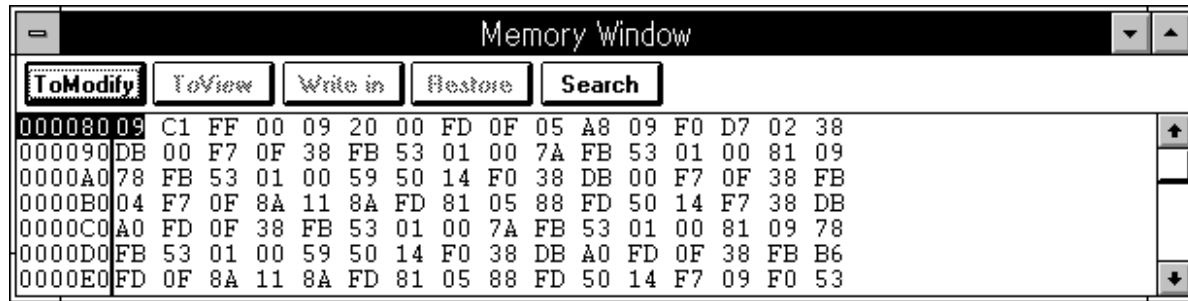 Memory Window
ToModify ToView Write in Restore Search
000080 09 C1 FF 00 09 20 00 FD 0F 05 A8 09 F0 D7 02 38
000090 DB 00 F7 0F 38 FB 53 01 00 7A FB 53 01 00 81 09
0000A0 78 FB 53 01 00 59 50 14 F0 38 DB 00 F7 0F 38 FB
0000B0 04 F7 0F 8A 11 8A FD 81 05 88 FD 50 14 F7 38 DB
0000C0 A0 FD 0F 38 FB 53 01 00 7A FB 53 01 00 81 09 78
0000D0 FB 53 01 00 59 50 14 F0 38 DB A0 FD 0F 38 FB B6
0000E0 FD 0F 8A 11 8A FD 81 05 88 FD 50 14 F7 09 F0 53